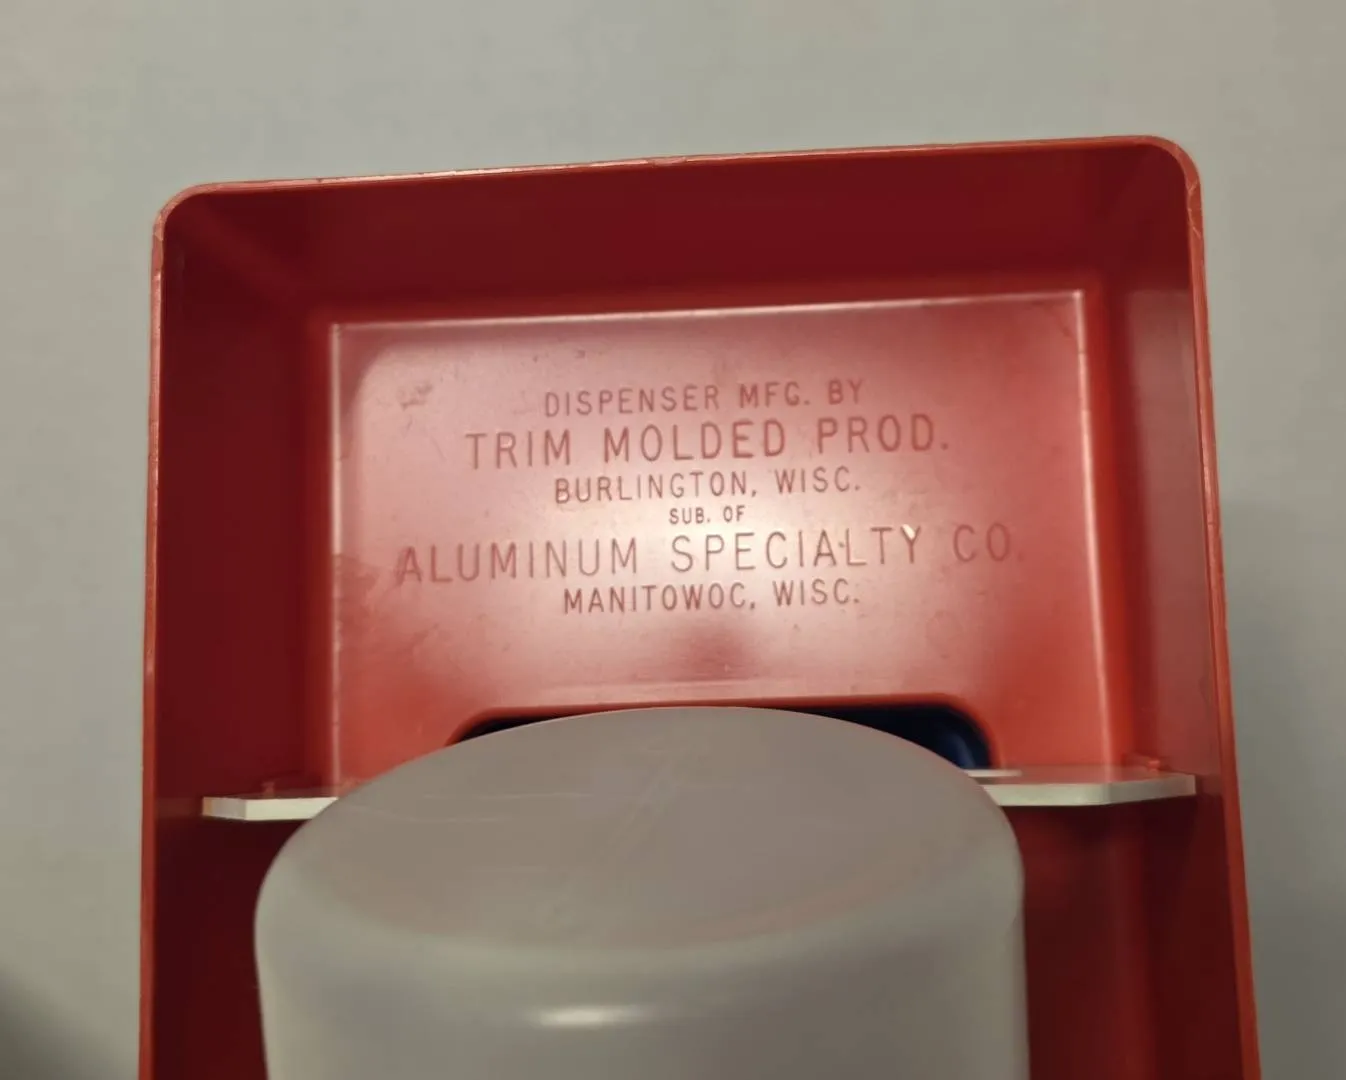 DISPENSER MFG. BY
TRIM MOLDED PROD.
BURLINGTON, WISC.
SUB. OF
ALUMINUM SPECIALTY CO.
MANITOWOC, WISC.